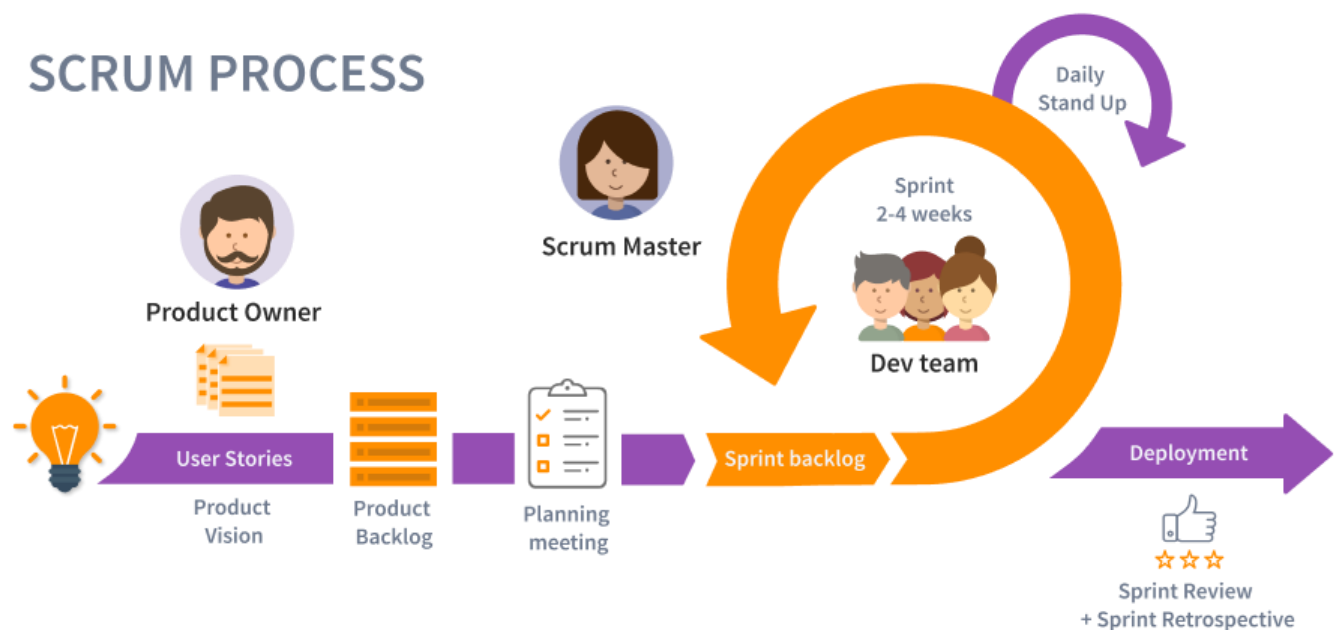 SCRUM PROCESS
Product Owner
User Stories
Product
Vision
Product
Backlog
Planning
meeting
Scrum Master
Sprint backlog
Sprint
2-4 weeks
Dev team
Daily
Stand Up
Deployment
Sprint Review
+ Sprint Retrospective